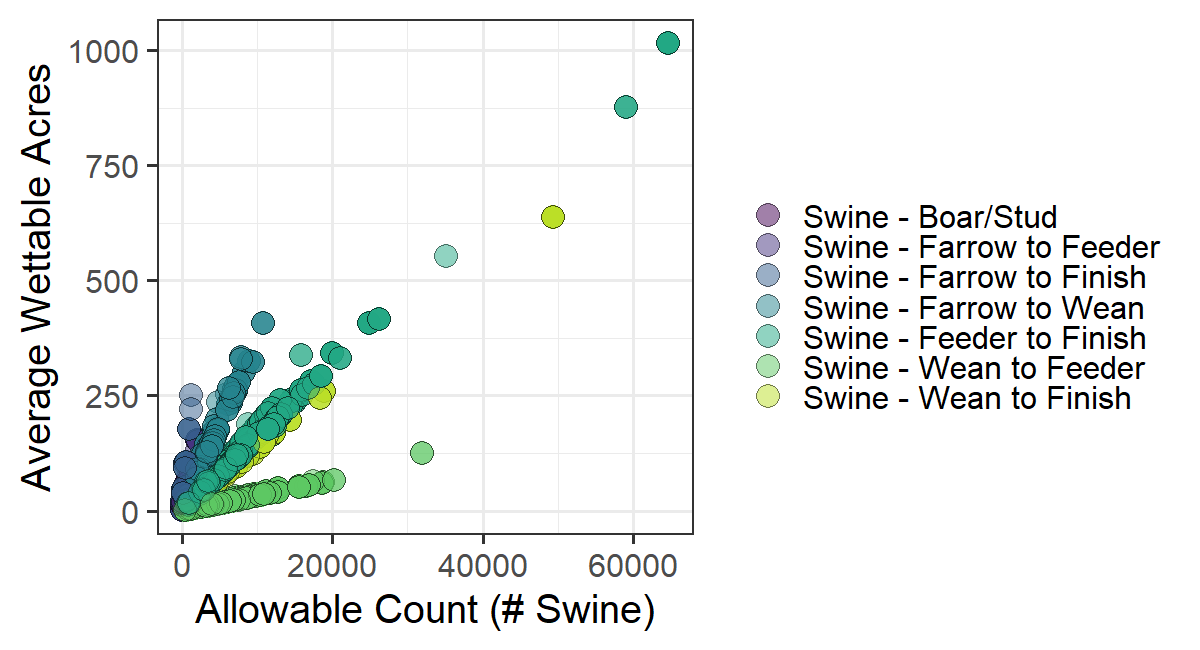 Average Wettable Acres
1000
750
500
250
0
0 20000 40000 60000
Allowable Count (# Swine)
Swine - Boar/Stud
Swine - Farrow to Feeder
Swine - Farrow to Finish
Swine - Farrow to Wean
Swine - Feeder to Finish
Swine - Wean to Feeder
Swine - Wean to Finish